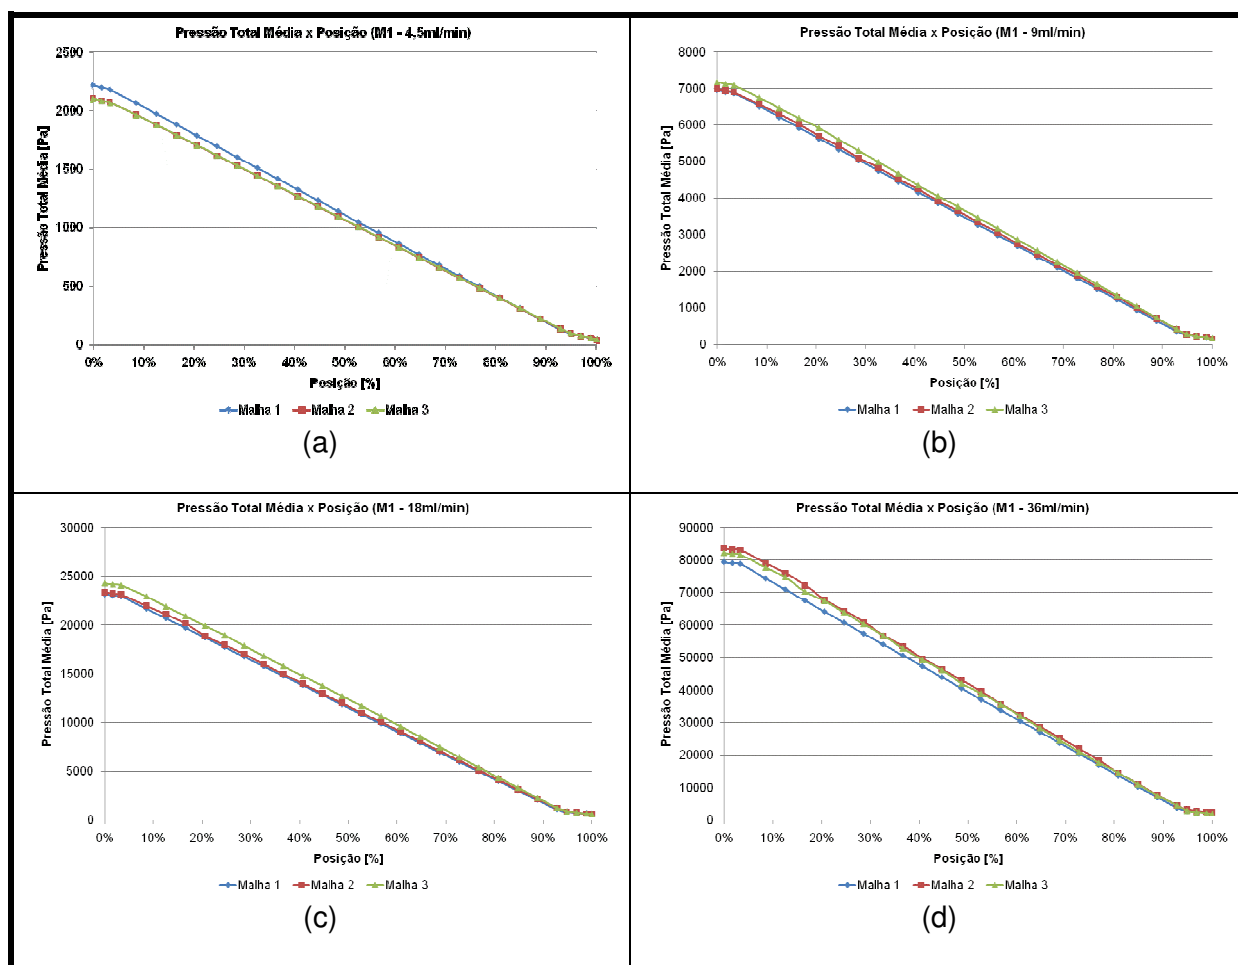 Pressão Total Média x Posição (M1 - 4,5ml/min)
Pressão Total Média [Pa]
2500
2000
1500
1000
500
0
0% 10% 20% 30% 40% 50% 60% 70% 80% 90% 100%
Posição [%]
Malha 1 Malha 2 Malha 3
(a)
Pressão Total Média x Posição (M1 - 9ml/min)
Pressão Total Média [Pa]
8000
7000
6000
5000
4000
3000
2000
1000
0
0% 10% 20% 30% 40% 50% 60% 70% 80% 90% 100%
Posição [%]
Malha 1 Malha 2 Malha 3
(b)
Pressão Total Média x Posição (M1 - 18ml/min)
Pressão Total Média [Pa]
30000
25000
20000
15000
10000
5000
0
0% 10% 20% 30% 40% 50% 60% 70% 80% 90% 100%
Posição [%]
Malha 1 Malha 2 Malha 3
(c)
Pressão Total Média x Posição (M1 - 36ml/min)
Pressão Total Média [Pa]
90000
80000
70000
60000
50000
40000
30000
20000
10000
0
0% 10% 20% 30% 40% 50% 60% 70% 80% 90% 100%
Posição [%]
Malha 1 Malha 2 Malha 3
(d)